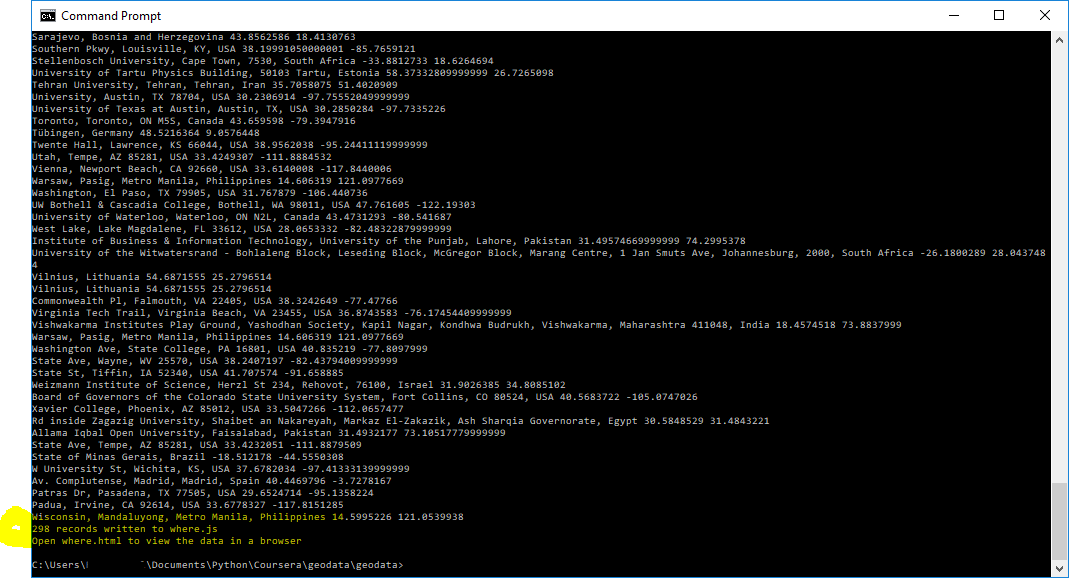 Command Prompt
Sarajevo, Bosnia and Herzegovina 43.8562586 18.4130763
Southern Pkwy, Louisville, KY, USA 38.19991050000001 -85.7659121
Stellenbosch University, Cape Town, 7530, South Africa -33.8812733 18.6264694
University of Tartu Physics Building, 50103 Tartu, Estonia 58.37332809999999 26.7265098
Tehran University, Tehran, Tehran, Iran 35.7058075 51.4020909
University, Austin, TX 78704, USA 30.2306914 -97.75552049999999
University of Texas at Austin, Austin, TX, USA 30.2850284 -97.7335226
Toronto, Toronto, ON M5S, Canada 43.659598 -79.3947916
Tübingen, Germany 48.5216364 9.0576448
Twente Hall, Lawrence, KS 66044, USA 38.9562038 -95.24411119999999
Utah, Tempe, AZ 85281, USA 33.4249307 -111.8884532
Vienna, Newport Beach, CA 92660, USA 33.6140008 -117.8440006
Warsaw, Pasig, Metro Manila, Philippines 14.606319 121.0977669
Washington, El Paso, TX 79905, USA 31.767879 -106.440736
UW Bothell & Cascadia College, Bothell, WA 98011, USA 47.761605 -122.19303
University of Waterloo, Waterloo, ON N2L, Canada 43.4731293 -80.541687
West Lake, Lake Magdalene, FL 33612, USA 28.0653332 -82.48322879999999
Institute of Business & Information Technology, University of the Punjab, Lahore, Pakistan 31.49574669999999 74.2995378
University of the Witwatersrand - Bohlaleng Block, Leseding Block, McGregor Block, Marang Centre, 1 Jan Smuts Ave, Johannesburg, 2000, South Africa -26.1800289 28.043748
4
Vilnius, Lithuania 54.6871555 25.2796514
Vilnius, Lithuania 54.6871555 25.2796514
Commonwealth Pl, Falmouth, VA 22405, USA 38.3242649 -77.47766
Virginia Tech Trail, Virginia Beach, VA 23455, USA 36.8743583 -76.17454409999999
Vishwakarma Institutes Play Ground, Yashodhan Society, Kapil Nagar, Kondhwa Budrukh, Vishwakarma, Maharashtra 411048, India 18.4574518 73.8837999
Warsaw, Pasig, Metro Manila, Philippines 14.606319 121.0977669
Washington Ave, State College, PA 16801, USA 40.835219 -77.8097999
State Ave, Wayne, WV 25570, USA 38.2407197 -82.43794009999999
State St, Tiffin, IA 52340, USA 41.707574 -91.658885
Weizmann Institute of Science, Herzl St 234, Rehovot, 76100, Israel 31.9026385 34.8085102
Board of Governors of the Colorado State University System, Fort Collins, CO 80524, USA 40.5683722 -105.0747026
Xavier College, Phoenix, AZ 85012, USA 33.5047266 -112.0657477
Rd inside Zagazig University, Shaibet an Nakareyah, Markaz El-Zakazik, Ash Sharqia Governorate, Egypt 30.5848529 31.4843221
Allama Iqbal Open University, Faisalabad, Pakistan 31.4932177 73.10517779999999
State Ave, Tempe, AZ 85281, USA 33.4232051 -111.8879509
State of Minas Gerais, Brazil -18.512178 -44.5550308
W University St, Wichita, KS, USA 37.6782034 -97.41333139999999
Av. Complutense, Madrid, Madrid, Spain 40.4469796 -3.7278167
Patras Dr, Pasadena, TX 77505, USA 29.6524714 -95.1358224
Padua, Irvine, CA 92614, USA 33.6778327 -117.8151285
Wisconsin, Mandaluyong, Metro Manila, Philippines 14.5995226 121.0539938
298 records written to where.js
Open where.html to view the data in a browser
C:\Users\ \Documents\Python\Coursera\geodata\geodata>